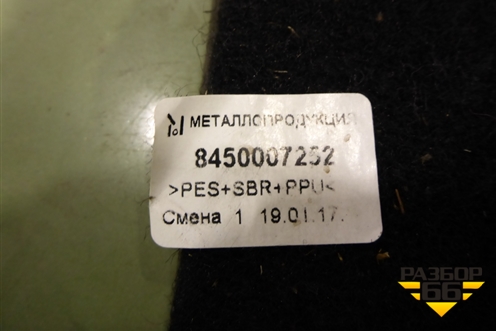 МЕТАЛЛОПРОДУКЦИЯ
8450007252
>PES+SBR+PPU<
Смена 1 19.01.17.
РАЗБОР
66